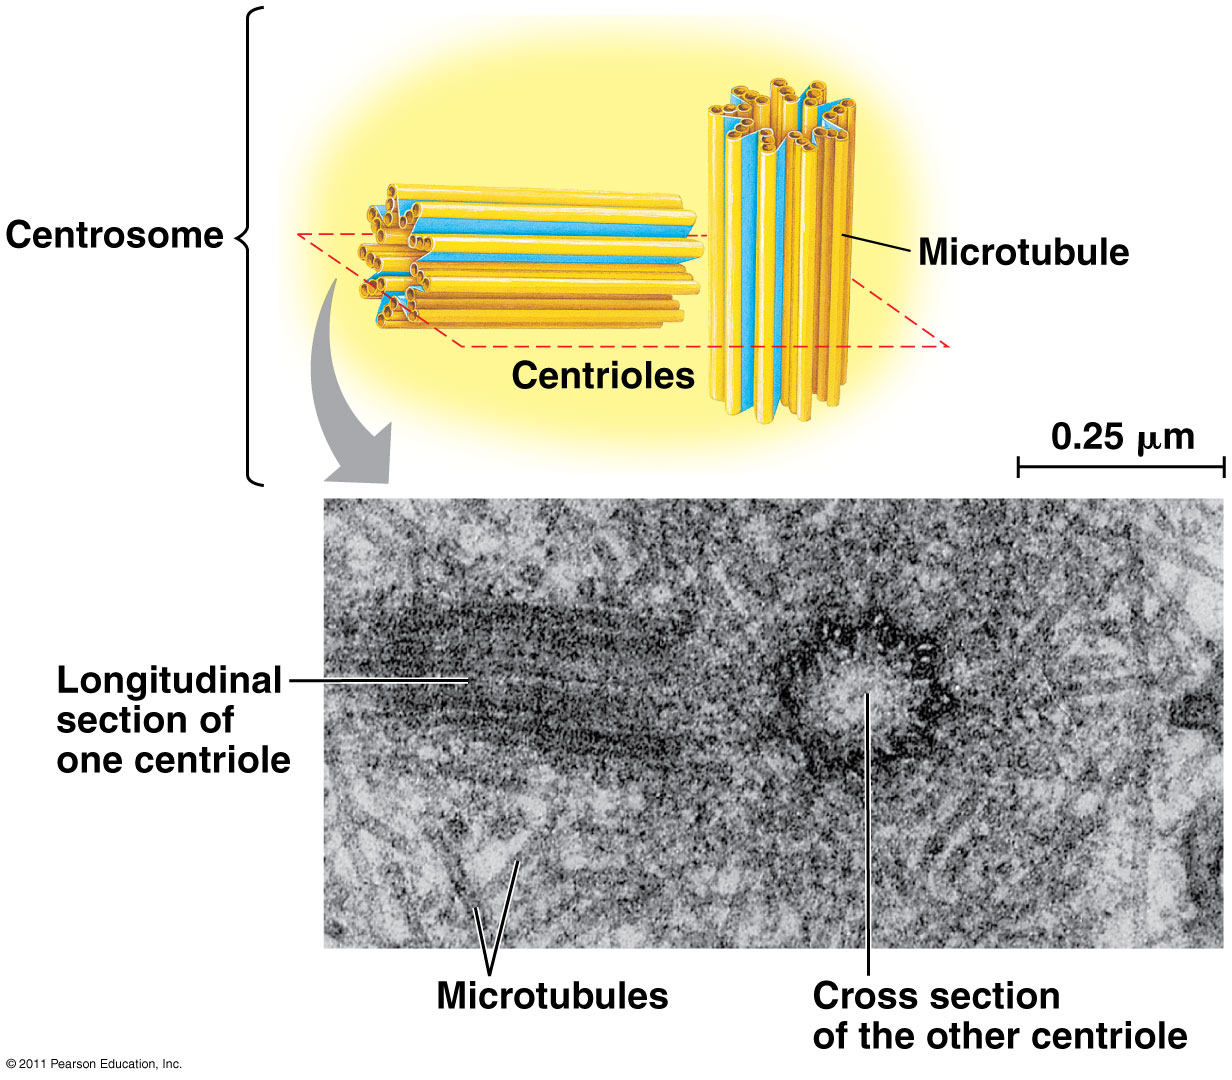 Centrosome
Microtubule
Centrioles
0.25 μm
Longitudinal
section of
one centriole
Microtubules
Cross section
of the other centriole
© 2011 Pearson Education, Inc.